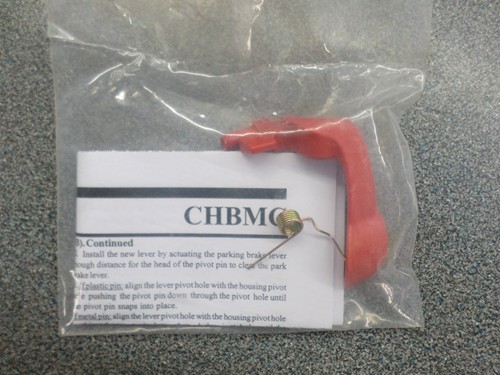 CHBMC
3). Continued
. Install the new lever by actuating the parking brake lever
ough distance for the head of the pivot pin to clear the park
ake lever.
f plastic pin: align the lever pivot hole with the housing pivot
e pushing the pivot pin down through the pivot hole until
e pivot pin snaps into place.
f metal pin: align the lever pivot hole with the housing pivot hole